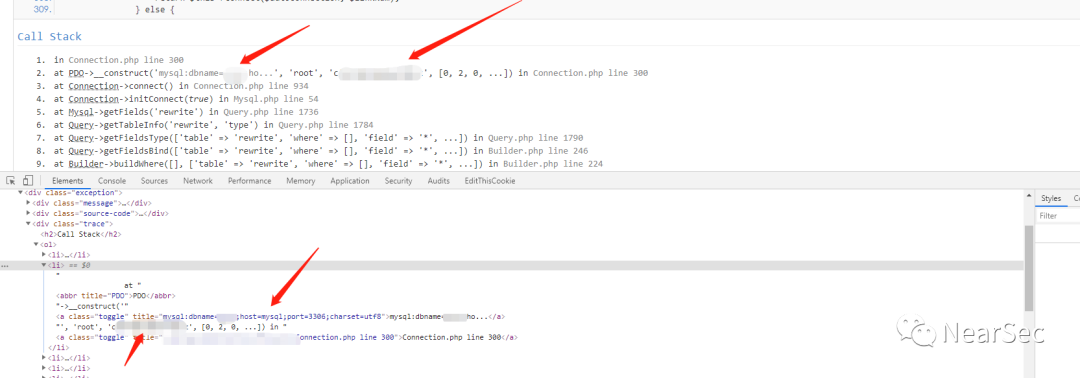 309. } else {
Call Stack
1. in Connection.php line 300
2. at PDO->__construct('mysql:dbname= ho...', 'root', 'c ', [0, 2, 0, ...]) in Connection.php line 300
3. at Connection->connect() in Connection.php line 934
4. at Connection->initConnect(true) in Mysql.php line 54
5. at Mysql->getFields('rewrite') in Query.php line 1736
6. at Query->getTableInfo('rewrite', 'type') in Query.php line 1784
7. at Query->getFieldsType(['table' => 'rewrite', 'where' => [], 'field' => '*', ...]) in Query.php line 1790
8. at Query->getFieldsBind(['table' => 'rewrite', 'where' => [], 'field' => '*', ...]) in Builder.php line 246
9. at Builder->buildWhere([], ['table' => 'rewrite', 'where' => [], 'field' => '*', ...]) in Builder.php line 224
Elements Console Sources Network Performance Memory Application Security Audits EditThisCookie
<div class="exception">
<div class="message">…</div>
<div class="source-code">…</div>
<div class="trace">
<h2>Call Stack</h2>
<ol>
<li>…</li>
<li> == $0
"
at "
<abbr title="PDO">PDO</abbr>
"->__construct('"
<a class="toggle" title="mysql:dbname= ;host=mysql;port=3306;charset=utf8">mysql:dbname= ho...</a>
"', 'root', 'c ', [0, 2, 0, ...]) in "
<a class="toggle" title=" Connection.php line 300">Connection.php line 300</a>
</li>
<li>…</li>
<li>…</li>
<li>…</li>
Styles
Filter
NearSec